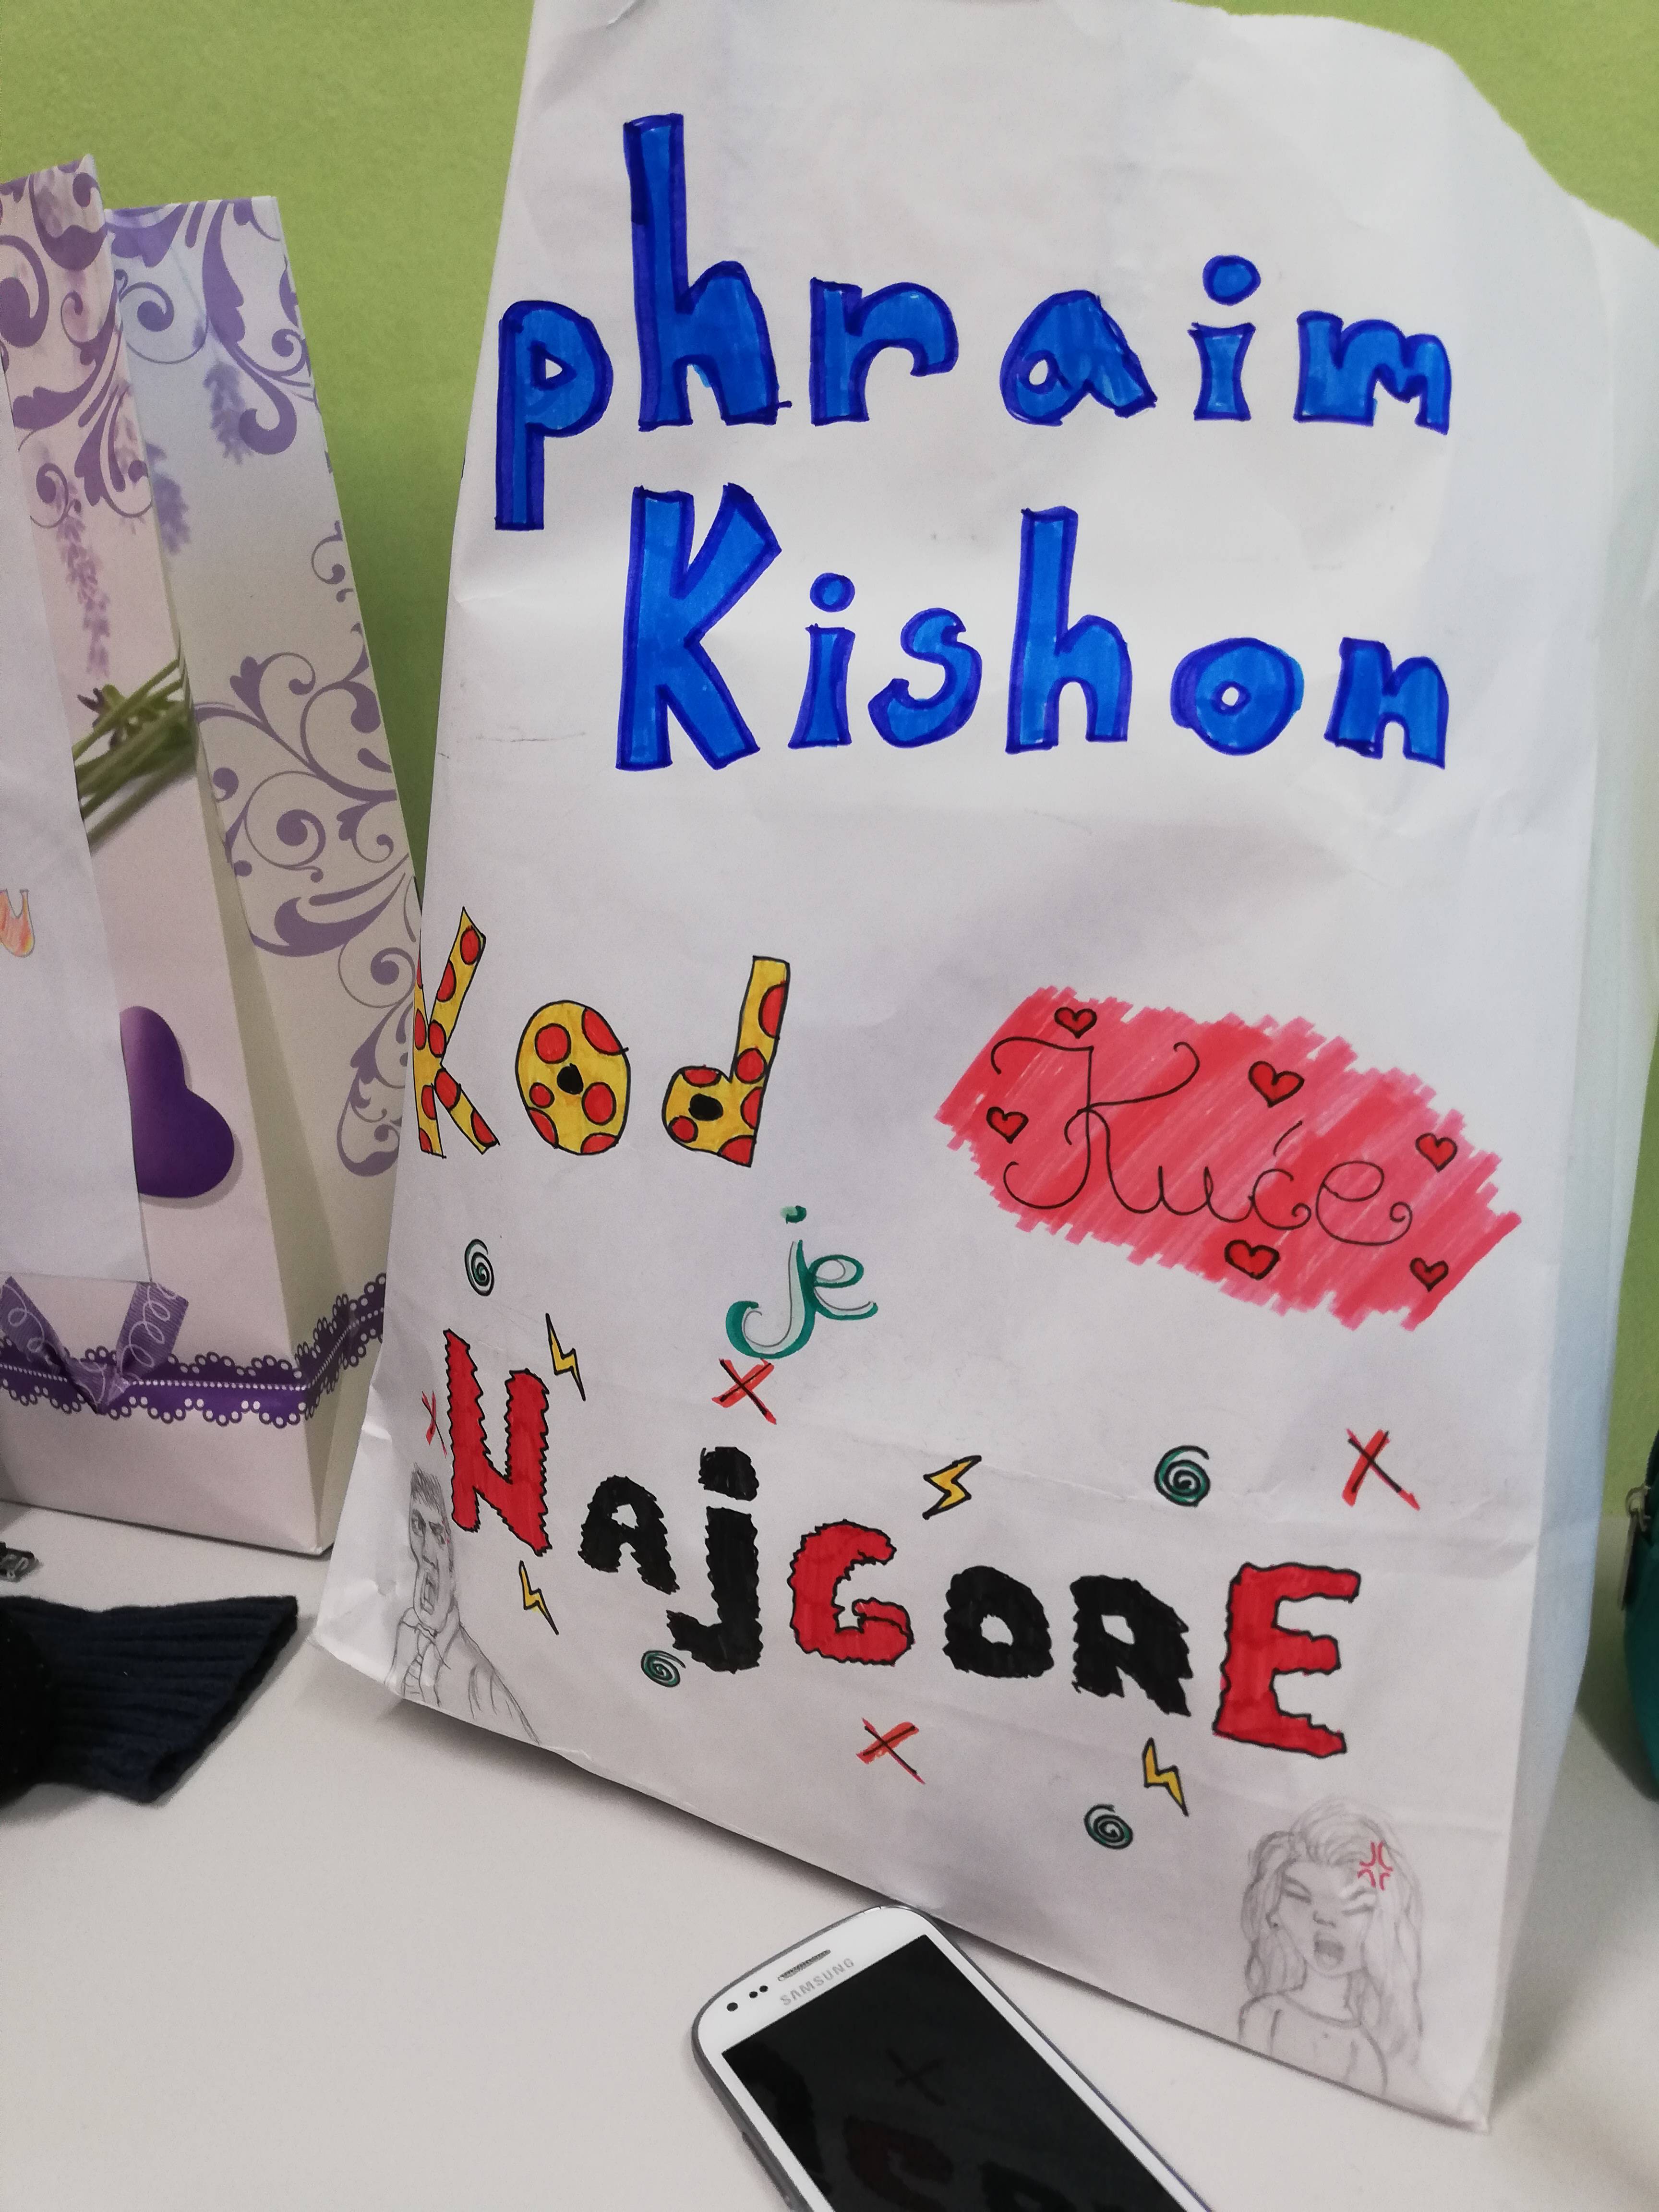 phraim
Kishon
Kod Kuće
je
NAjGORE
SAMSUNG